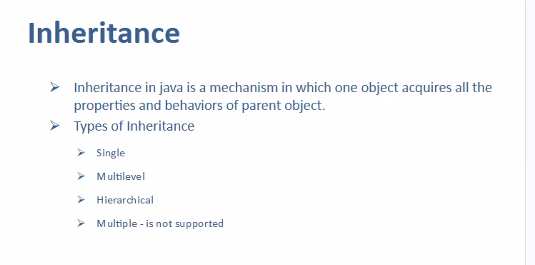 Inheritance
Inheritance in java is a mechanism in which one object acquires all the
properties and behaviors of parent object.
Types of Inheritance
Single
Multilevel
Hierarchical
Multiple - is not supported